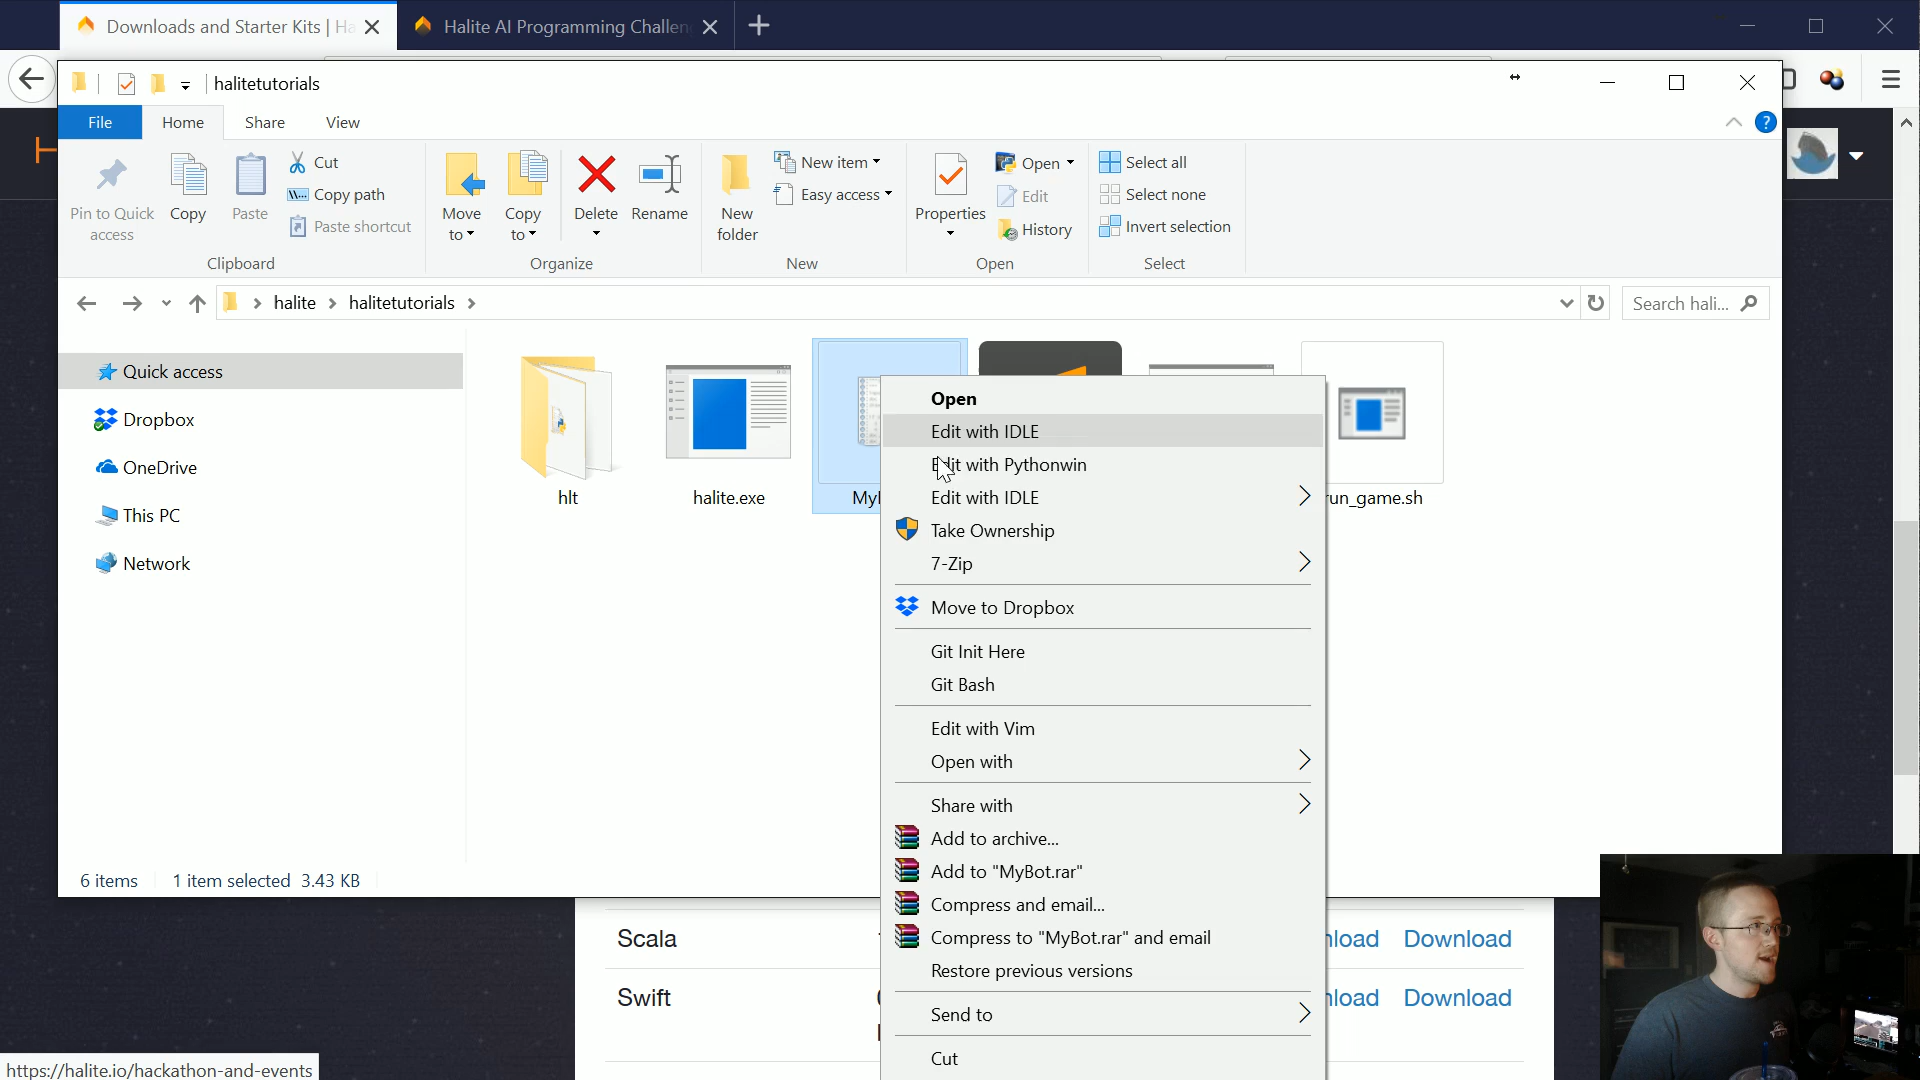 Downloads and Starter Kits | Ha
Halite AI Programming Challen
halitetutorials
File
Home
Share
View
Pin to Quick
access
Copy
Paste
Cut
Copy path
Paste shortcut
Clipboard
Move
to
Copy
to
Delete
Rename
Organize
New
folder
New item
Easy access
New
Properties
Open
Edit
History
Open
Select all
Select none
Invert selection
Select
halite
halitetutorials
Search hali...
Quick access
Dropbox
OneDrive
This PC
Network
hlt
halite.exe
run_game.sh
Open
Edit with IDLE
Edit with Pythonwin
Edit with IDLE
Take Ownership
7-Zip
Move to Dropbox
Git Init Here
Git Bash
Edit with Vim
Open with
Share with
Add to archive...
Add to "MyBot.rar"
Compress and email...
Compress to "MyBot.rar" and email
Restore previous versions
Send to
Cut
6 items
1 item selected 3.43 KB
Scala
Download
Swift
Download
https://halite.io/hackathon-and-events